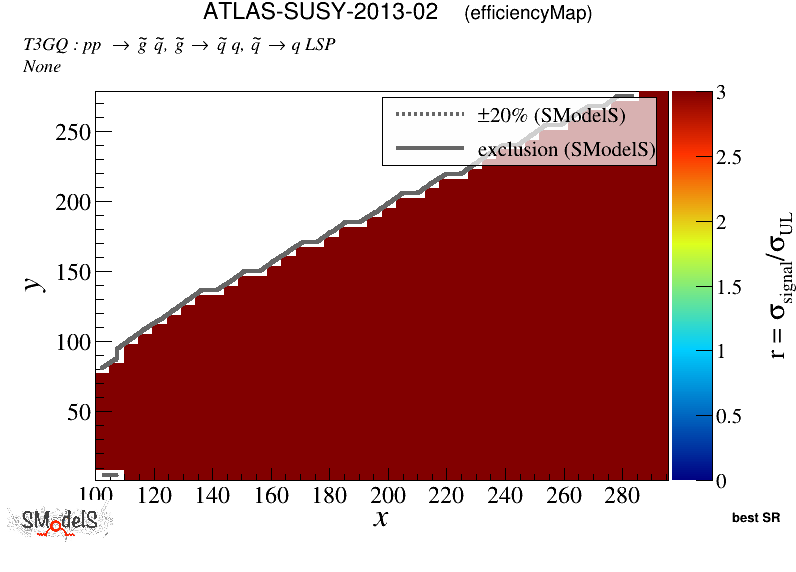 ATLAS-SUSY-2013-02 (efficiencyMap)
T3GQ : pp → g̃ q̃, g̃ → q̃ q, q̃ → q LSP
None
±20% (SModelS)
exclusion (SModelS)
250
200
150
100
50
y
100 120 140 160 180 200 220 240 260 280
x
3
2.5
2
1.5
1
0.5
0
r = σsignal/σUL
SModelS
best SR